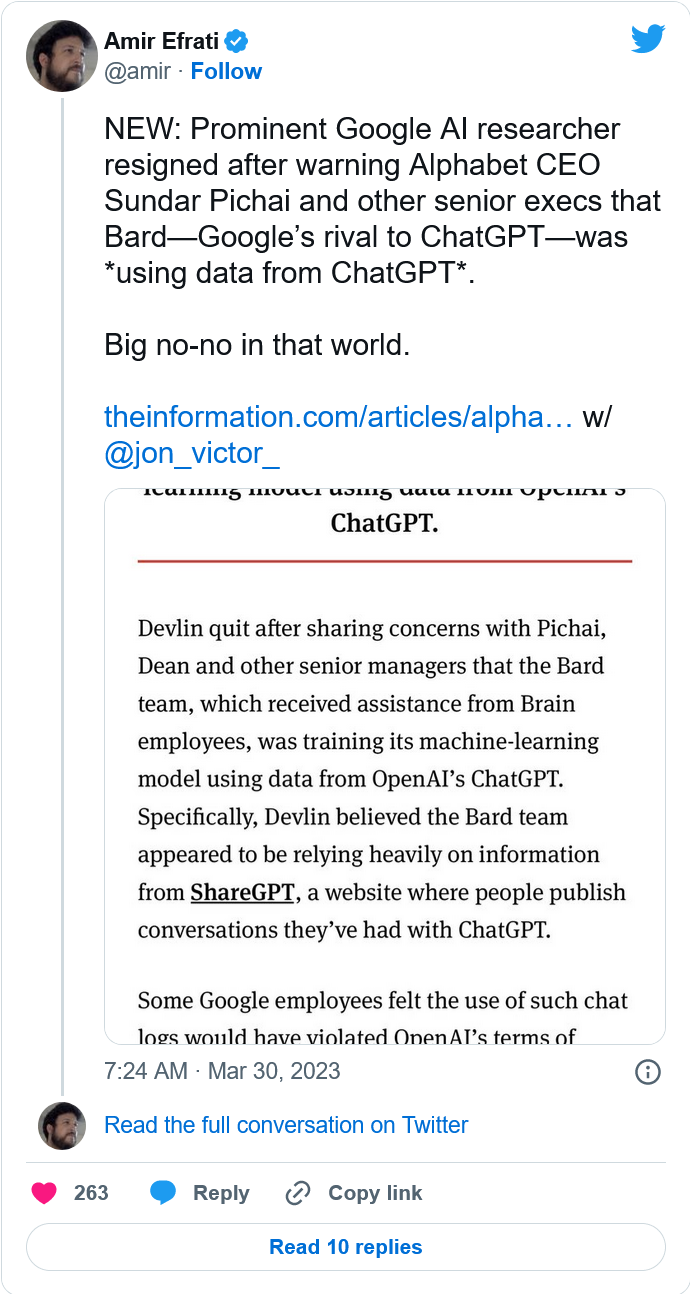 Amir Efrati
@amir · Follow
NEW: Prominent Google AI researcher
resigned after warning Alphabet CEO
Sundar Pichai and other senior execs that
Bard—Google’s rival to ChatGPT—was
*using data from ChatGPT*.
Big no-no in that world.
theinformation.com/articles/alpha… w/
@jon_victor_
learning model using data from OpenAI’s
ChatGPT.
Devlin quit after sharing concerns with Pichai,
Dean and other senior managers that the Bard
team, which received assistance from Brain
employees, was training its machine-learning
model using data from OpenAI’s ChatGPT.
Specifically, Devlin believed the Bard team
appeared to be relying heavily on information
from ShareGPT, a website where people publish
conversations they’ve had with ChatGPT.
Some Google employees felt the use of such chat
logs would have violated OpenAI’s terms of
7:24 AM · Mar 30, 2023
Read the full conversation on Twitter
263 Reply Copy link
Read 10 replies